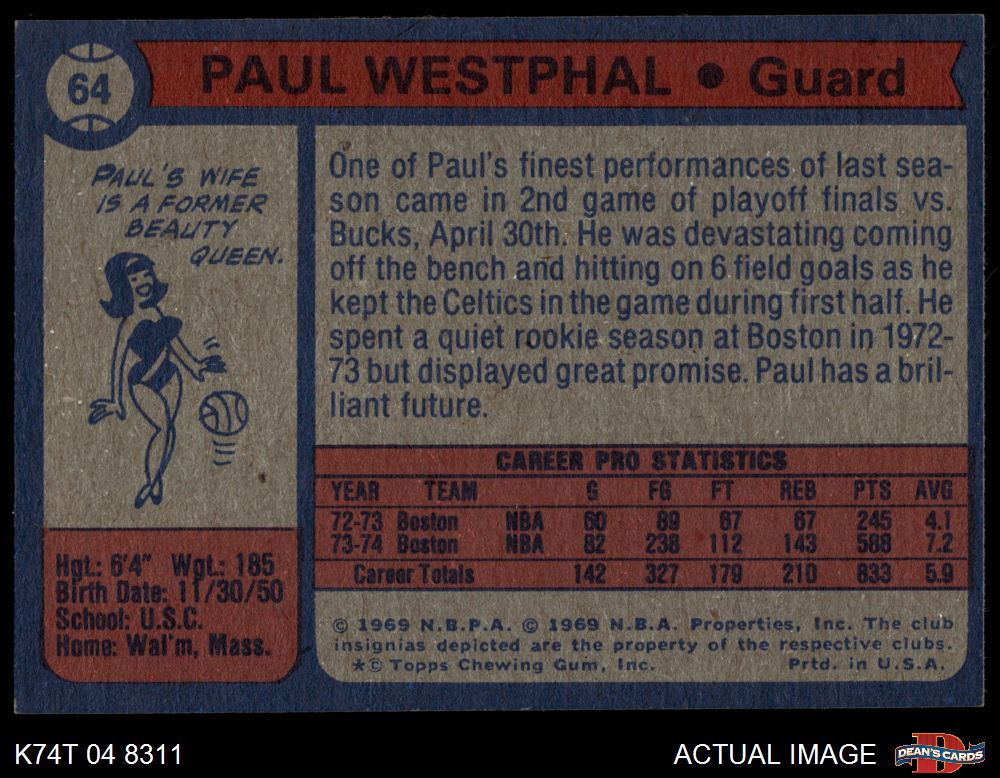 64
PAUL WESTPHAL • Guard
PAUL'S WIFE
IS A FORMER
BEAUTY
QUEEN.
One of Paul's finest performances of last sea-
son came in 2nd game of playoff finals vs.
Bucks, April 30th. He was devastating coming
off the bench and hitting on 6 field goals as he
kept the Celtics in the game during first half. He
spent a quiet rookie season at Boston in 1972-
73 but displayed great promise. Paul has a bril-
liant future.
CAREER PRO STATISTICS
YEAR TEAM G FG FT REB PTS AVG
72-73 Boston NBA 60 89 67 67 245 4.1
73-74 Boston NBA 82 238 112 143 588 7.2
Career Totals 142 327 179 210 833 5.9
Hgt.: 6'4" Wgt.: 185
Birth Date: 11/30/50
School: U.S.C.
Home: Wal'm, Mass.
© 1969 N.B.P.A. © 1969 N.B.A. Properties, Inc. The club
insignias depicted are the property of the respective clubs.
*© Topps Chewing Gum, Inc. Prtd. in U.S.A.
K74T 04 8311 ACTUAL IMAGE DEAN'S CARDS